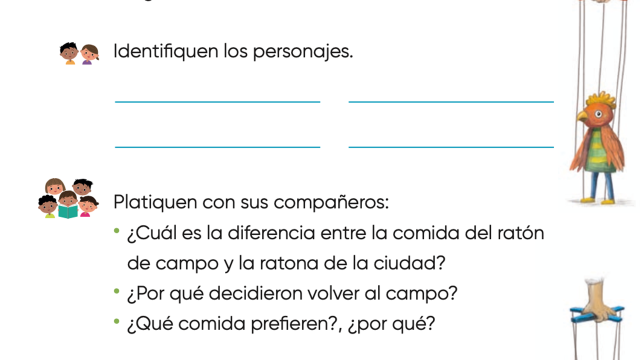 Identifiquen los personajes.
Platiquen con sus compañeros:
• ¿Cuál es la diferencia entre la comida del ratón
de campo y la ratona de la ciudad?
• ¿Por qué decidieron volver al campo?
• ¿Qué comida prefieren?, ¿por qué?